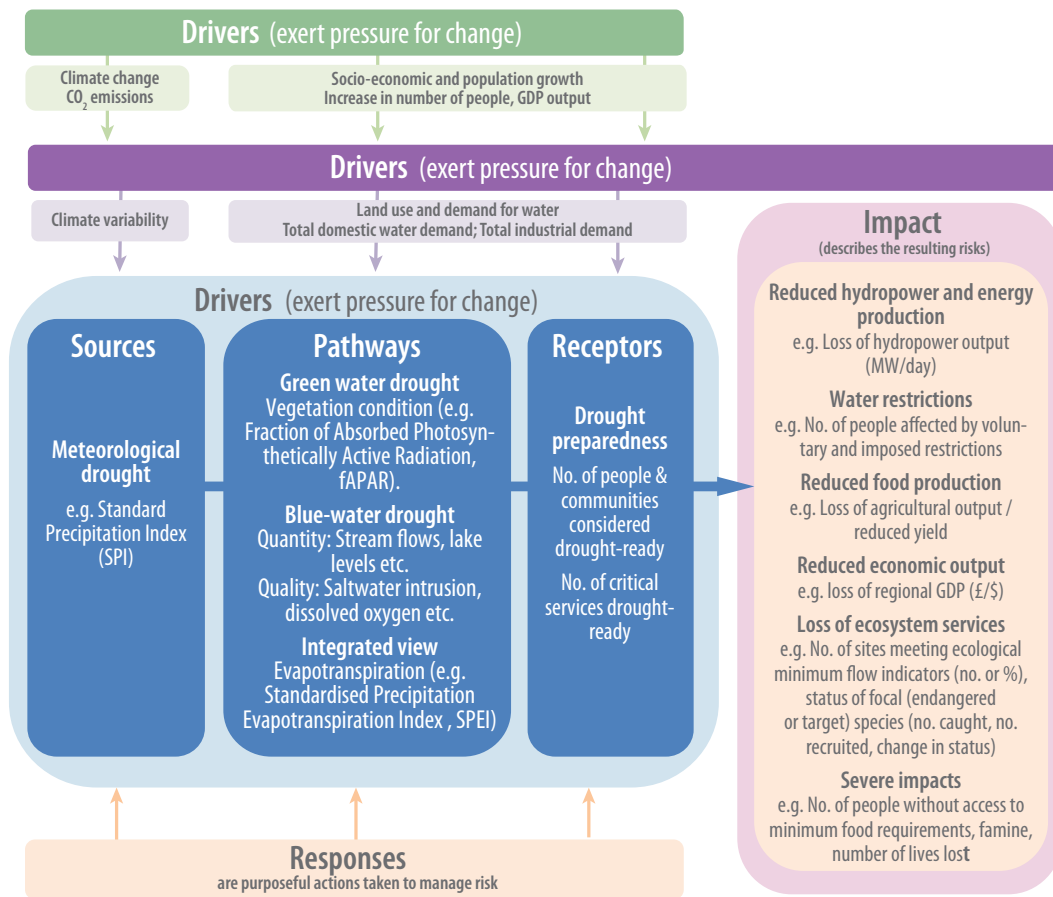 Drivers (exert pressure for change)
Climate change
CO2 emissions
Socio-economic and population growth
Increase in number of people, GDP output
Drivers (exert pressure for change)
Climate variability
Land use and demand for water
Total domestic water demand; Total industrial demand
Drivers (exert pressure for change)
Sources
Meteorological
drought
e.g. Standard
Precipitation Index
(SPI)
Pathways
Green water drought
Vegetation condition (e.g.
Fraction of Absorbed Photosyn-
thetically Active Radiation,
fAPAR).
Blue-water drought
Quantity: Stream flows, lake
levels etc.
Quality: Saltwater intrusion,
dissolved oxygen etc.
Integrated view
Evapotranspiration (e.g.
Standardised Precipitation
Evapotranspiration Index , SPEI)
Receptors
Drought
preparedness
No. of people &
communities
considered
drought-ready
No. of critical
services drought-
ready
Impact
(describes the resulting risks)
Reduced hydropower and energy
production
e.g. Loss of hydropower output
(MW/day)
Water restrictions
e.g. No. of people affected by volun-
tary and imposed restrictions
Reduced food production
e.g. Loss of agricultural output /
reduced yield
Reduced economic output
e.g. loss of regional GDP (£/$)
Loss of ecosystem services
e.g. No. of sites meeting ecological
minimum flow indicators (no. or %),
status of focal (endangered
or target) species (no. caught, no.
recruited, change in status)
Severe impacts
e.g. No. of people without access to
minimum food requirements, famine,
number of lives lost
Responses
are purposeful actions taken to manage risk